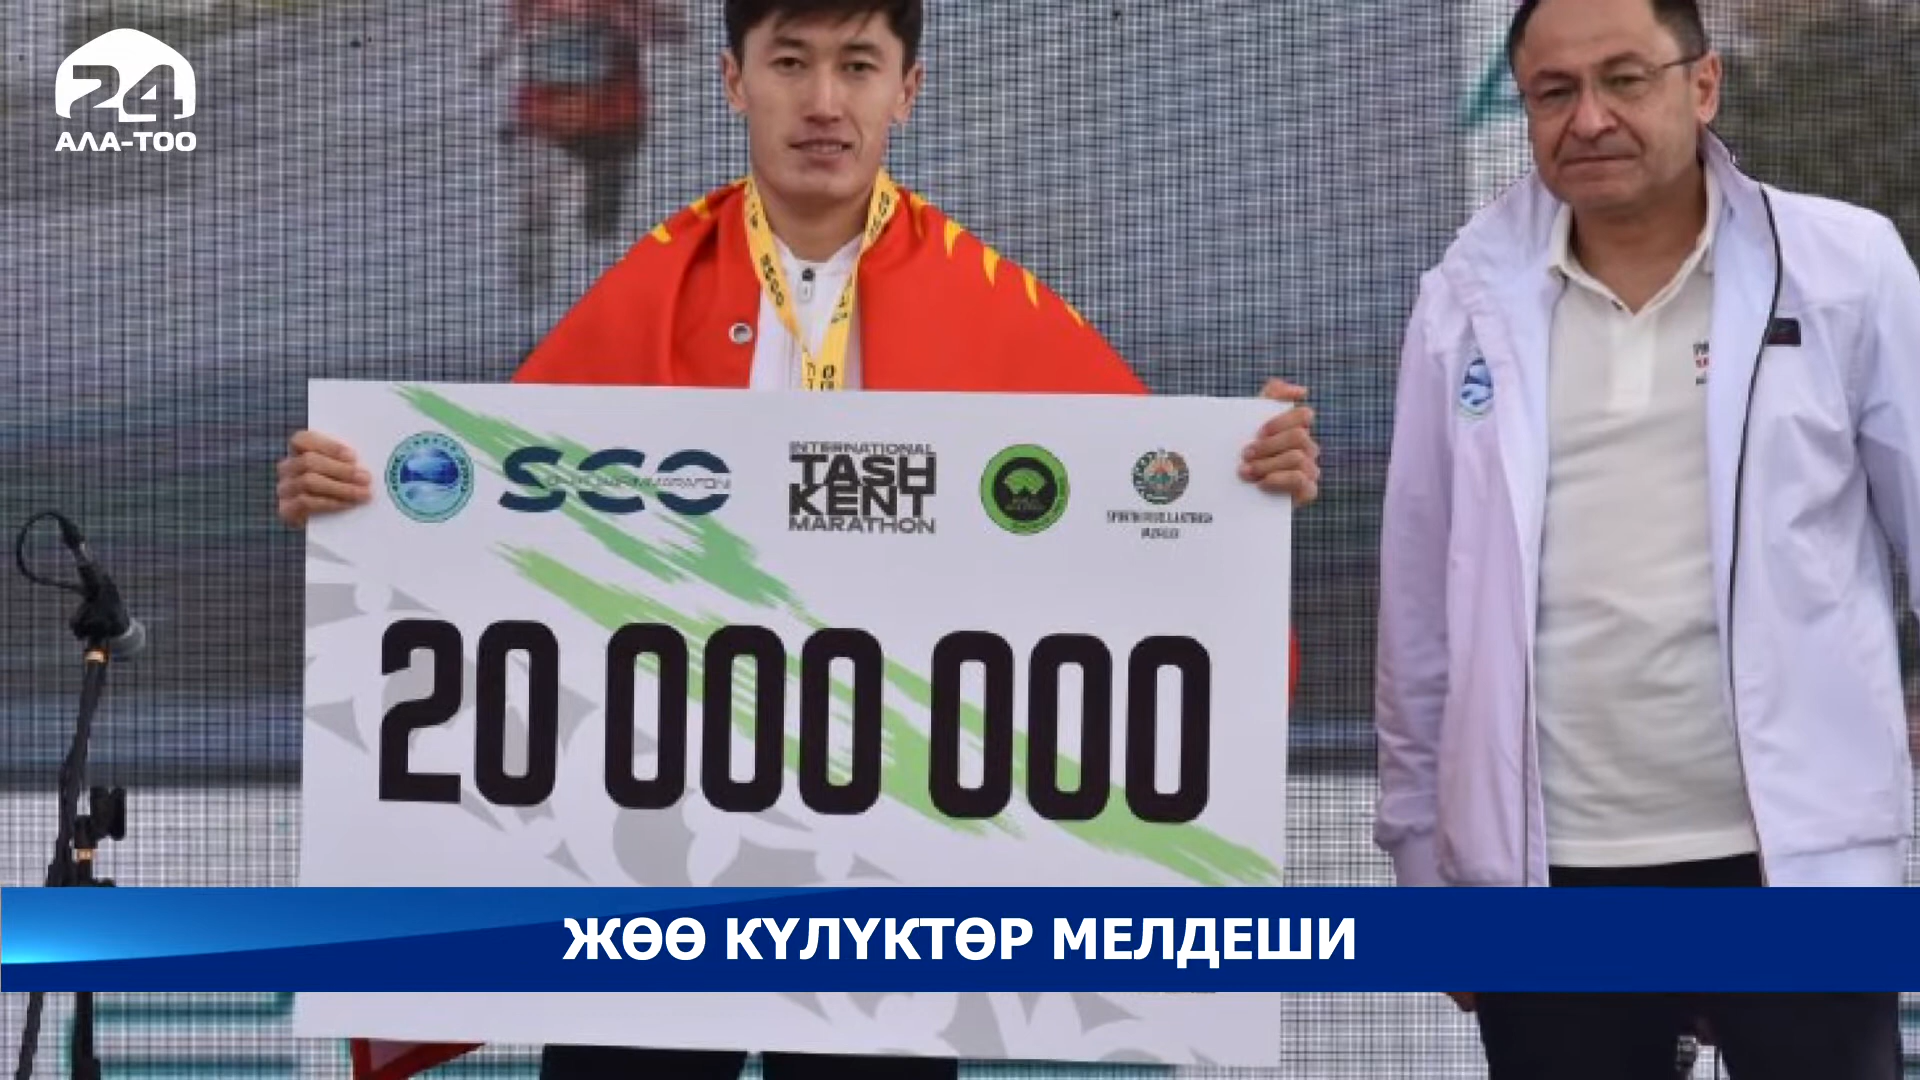 24
АЛА-ТОО
SCO
INTERNATIONAL
TASH
KENT
MARATHON
20 000 000
ЖӨӨ КҮЛҮКТӨР МЕЛДЕШИ